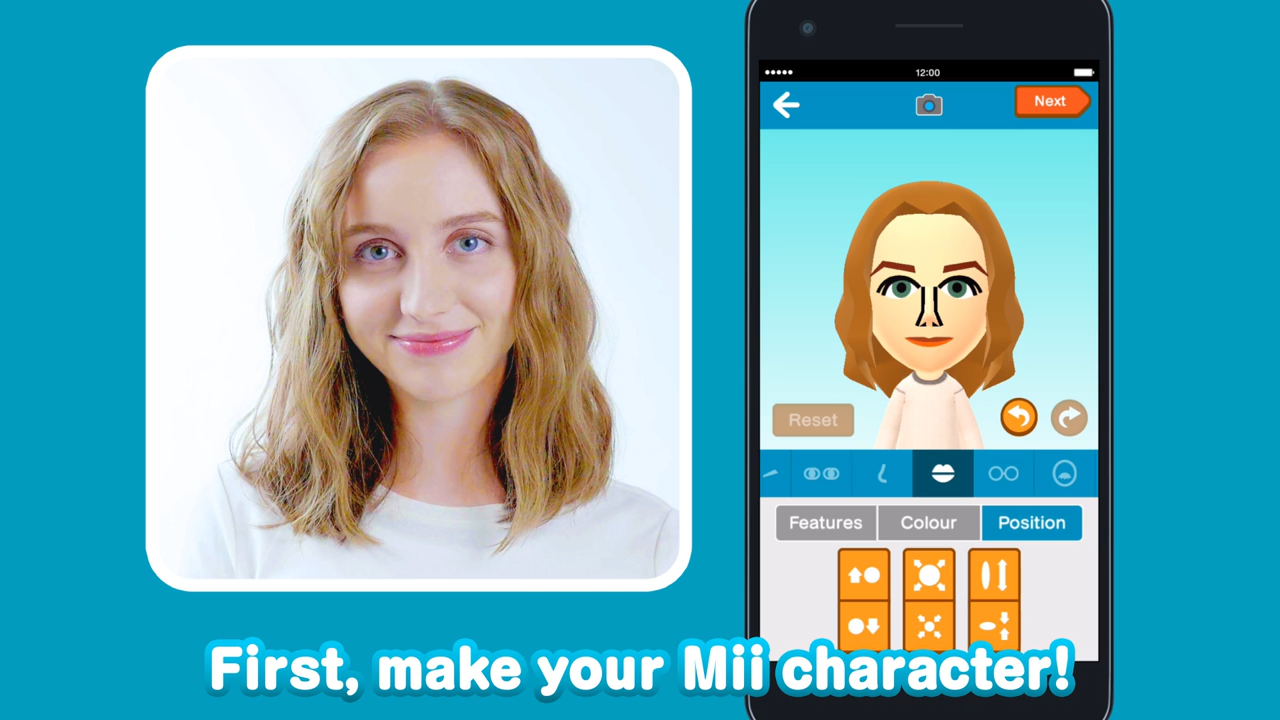 12:00
Next
Reset
Features
Colour
Position
First, make your Mii character!